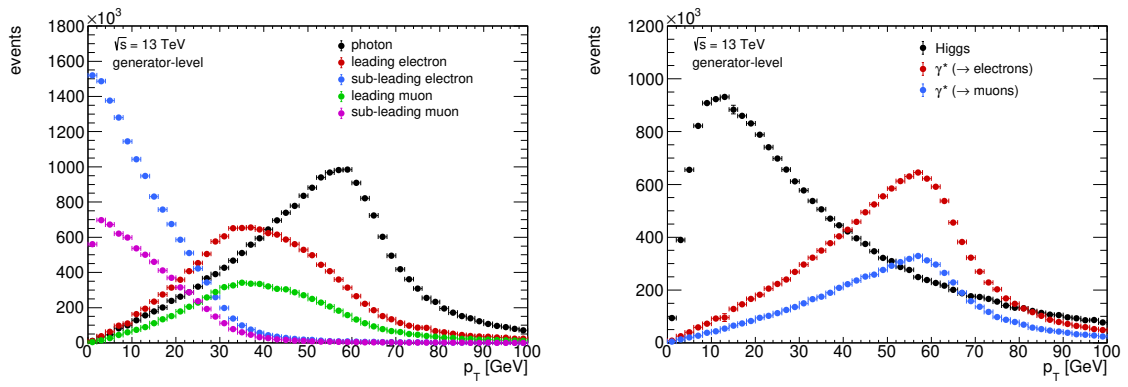 ×10³
1800
1600
1400
1200
1000
800
600
400
200
0
events
√s = 13 TeV
generator-level
photon
leading electron
sub-leading electron
leading muon
sub-leading muon
0 10 20 30 40 50 60 70 80 90 100
p_T [GeV]
×10³
1200
1000
800
600
400
200
0
events
√s = 13 TeV
generator-level
Higgs
γ* (→ electrons)
γ* (→ muons)
0 10 20 30 40 50 60 70 80 90 100
p_T [GeV]